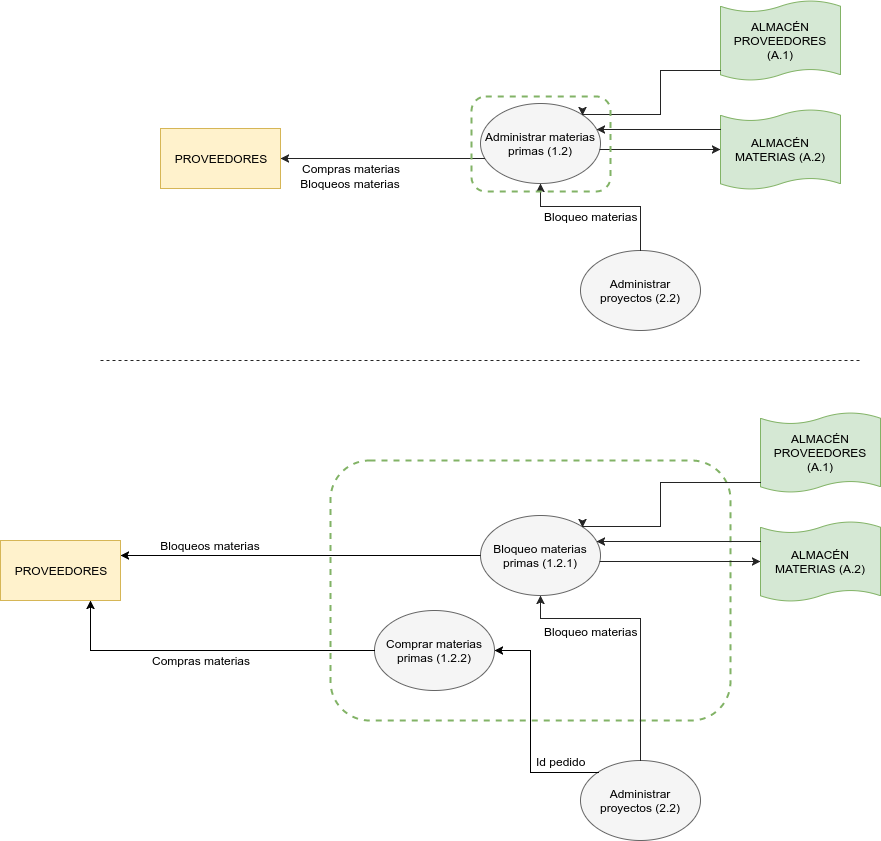 ALMACÉN
PROVEEDORES
(A.1)
Administrar materias
primas (1.2)
PROVEEDORES
ALMACÉN
MATERIAS (A.2)
Compras materias
Bloqueos materias
Bloqueo materias
Administrar
proyectos (2.2)
ALMACÉN
PROVEEDORES
(A.1)
Bloqueos materias
Bloqueo materias
primas (1.2.1)
ALMACÉN
MATERIAS (A.2)
PROVEEDORES
Bloqueo materias
Comprar materias
primas (1.2.2)
Compras materias
Id pedido
Administrar
proyectos (2.2)